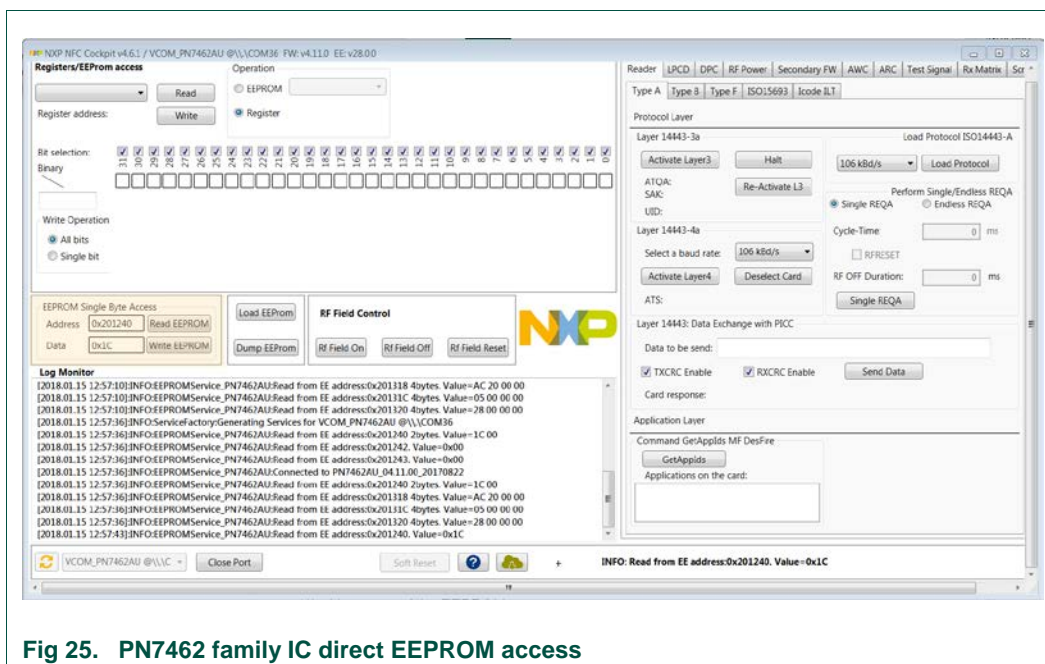 NXP NFC Cockpit v4.6.1 / VCOM_PN7462AU @\\.\COM36 FW: v4.11.0 EE: v28.00
Registers/EEProm access
Operation
Read
EEPROM
Register address:
Write
Register
Bit selection:
31 30 29 28 27 26 25 24 23 22 21 20 19 18 17 16 15 14 13 12 11 10 9 8 7 6 5 4 3 2 1 0
Binary
Write Operation
All bits
Single bit
EEPROM Single Byte Access
Address 0x201240 Read EEPROM
Data 0x1C Write EEPROM
Load EEProm
Dump EEProm
RF Field Control
Rf Field On Rf Field Off Rf Field Reset
NXP
Log Monitor
[2018.01.15 12:57:10]:INFO:EEPROMService_PN7462AU:Read from EE address:0x201318 4bytes. Value=AC 20 00 00
[2018.01.15 12:57:10]:INFO:EEPROMService_PN7462AU:Read from EE address:0x20131C 4bytes. Value=05 00 00 00
[2018.01.15 12:57:10]:INFO:EEPROMService_PN7462AU:Read from EE address:0x201320 4bytes. Value=28 00 00 00
[2018.01.15 12:57:36]:INFO:ServiceFactory:Generating Services for VCOM_PN7462AU @\\.\COM36
[2018.01.15 12:57:36]:INFO:EEPROMService_PN7462AU:Read from EE address:0x201240 2bytes. Value=1C 00
[2018.01.15 12:57:36]:INFO:EEPROMService_PN7462AU:Read from EE address:0x201242. Value=0x00
[2018.01.15 12:57:36]:INFO:EEPROMService_PN7462AU:Read from EE address:0x201243. Value=0x00
[2018.01.15 12:57:36]:INFO:EEPROMService_PN7462AU:Connected to PN7462AU_04.11.00_20170822
[2018.01.15 12:57:36]:INFO:EEPROMService_PN7462AU:Read from EE address:0x201240 2bytes. Value=1C 00
[2018.01.15 12:57:36]:INFO:EEPROMService_PN7462AU:Read from EE address:0x201318 4bytes. Value=AC 20 00 00
[2018.01.15 12:57:36]:INFO:EEPROMService_PN7462AU:Read from EE address:0x20131C 4bytes. Value=05 00 00 00
[2018.01.15 12:57:36]:INFO:EEPROMService_PN7462AU:Read from EE address:0x201320 4bytes. Value=28 00 00 00
[2018.01.15 12:57:43]:INFO:EEPROMService_PN7462AU:Read from EE address:0x201240. Value=0x1C
Reader LPCD DPC RF Power Secondary FW AWC ARC Test Signal Rx Matrix Scr
Type A Type B Type F ISO15693 Icode ILT
Protocol Layer
Layer 14443-3a
Load Protocol ISO14443-A
Activate Layer3 Halt
106 kBd/s Load Protocol
ATQA:
Re-Activate L3
SAK:
Perform Single/Endless REQA
Single REQA Endless REQA
UID:
Layer 14443-4a
Cycle-Time 0 ms
Select a baud rate: 106 kBd/s
RFRESET
Activate Layer4 Deselect Card
RF OFF Duration: 0 ms
ATS:
Single REQA
Layer 14443: Data Exchange with PICC
Data to be send:
TXCRC Enable RXCRC Enable Send Data
Card response:
Application Layer
Command GetAppIds MF DesFire
GetAppIds
Applications on the card:
VCOM_PN7462AU @\\.\C Close Port Soft Reset ? + INFO: Read from EE address:0x201240. Value=0x1C
Fig 25. PN7462 family IC direct EEPROM access